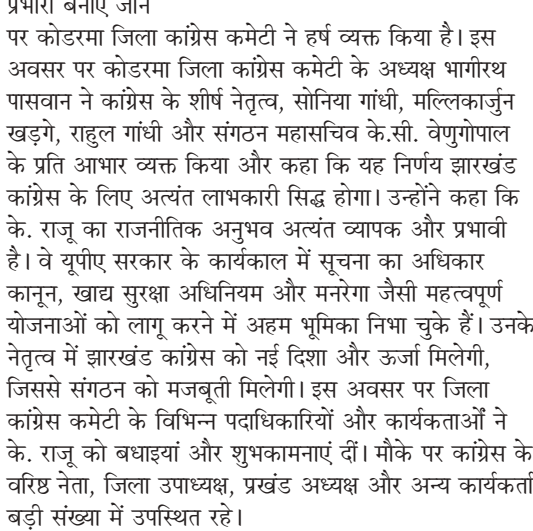 प्रभारी बनाए जाने
पर कोडरमा जिला कांग्रेस कमेटी ने हर्ष व्यक्त किया है। इस
अवसर पर कोडरमा जिला कांग्रेस कमेटी के अध्यक्ष भागीरथ
पासवान ने कांग्रेस के शीर्ष नेतृत्व, सोनिया गांधी, मल्लिकार्जुन
खड़गे, राहुल गांधी और संगठन महासचिव के.सी. वेणुगोपाल
के प्रति आभार व्यक्त किया और कहा कि यह निर्णय झारखंड
कांग्रेस के लिए अत्यंत लाभकारी सिद्ध होगा। उन्होंने कहा कि
के. राजू का राजनीतिक अनुभव अत्यंत व्यापक और प्रभावी
है। वे यूपीए सरकार के कार्यकाल में सूचना का अधिकार
कानून, खाद्य सुरक्षा अधिनियम और मनरेगा जैसी महत्वपूर्ण
योजनाओं को लागू करने में अहम भूमिका निभा चुके हैं। उनके
नेतृत्व में झारखंड कांग्रेस को नई दिशा और ऊर्जा मिलेगी,
जिससे संगठन को मजबूती मिलेगी। इस अवसर पर जिला
कांग्रेस कमेटी के विभिन्न पदाधिकारियों और कार्यकर्ताओं ने
के. राजू को बधाइयां और शुभकामनाएं दीं। मौके पर कांग्रेस के
वरिष्ठ नेता, जिला उपाध्यक्ष, प्रखंड अध्यक्ष और अन्य कार्यकर्ता
बड़ी संख्या में उपस्थित रहे।